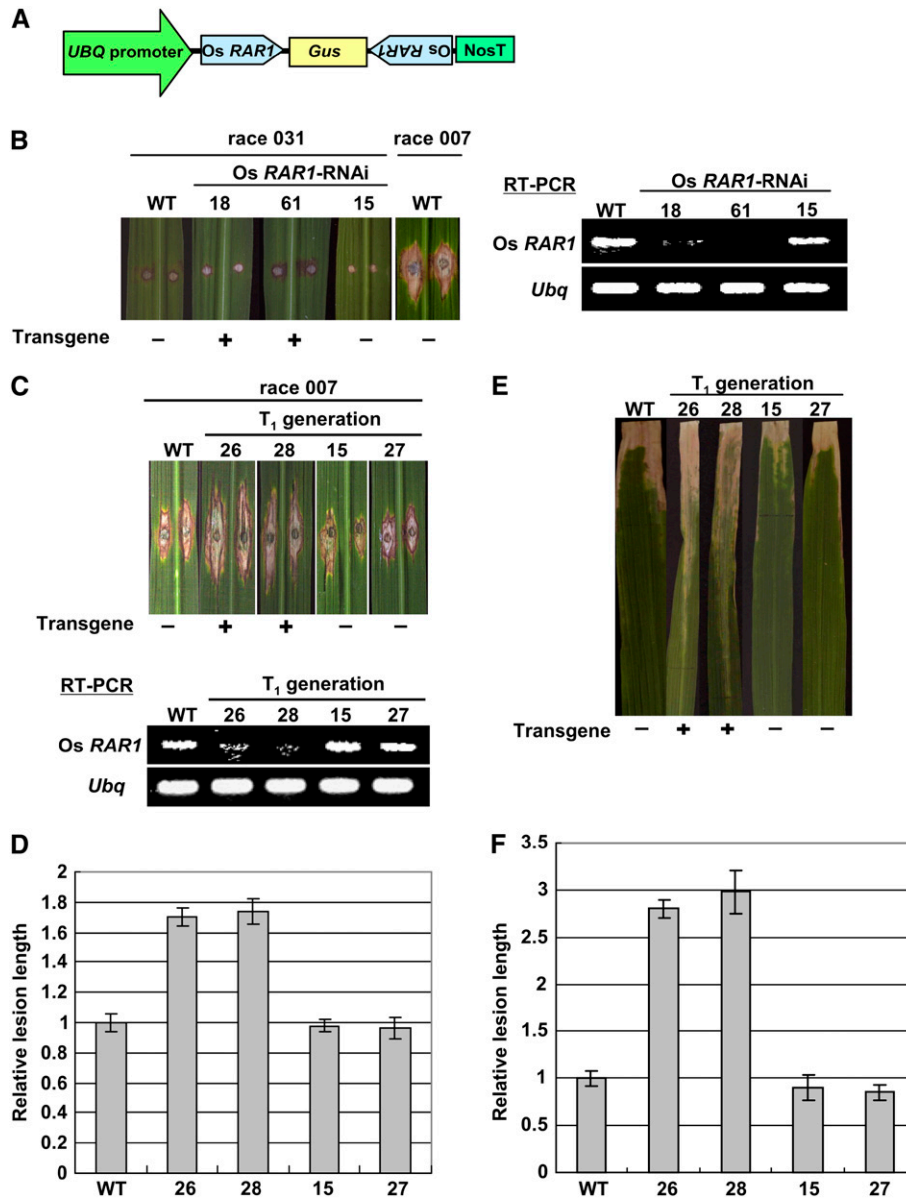 A
UBQ promoter
Os RAR1
Gus
Os RAR1
NosT
B
race 031
race 007
Os RAR1-RNAi
WT 18 61 15 WT
Transgene − + + − −
RT-PCR
Os RAR1-RNAi
WT 18 61 15
Os RAR1
Ubq
C
race 007
T1 generation
WT 26 28 15 27
Transgene − + + − −
RT-PCR
T1 generation
WT 26 28 15 27
Os RAR1
Ubq
E
T1 generation
WT 26 28 15 27
Transgene − + + − −
D
Relative lesion length
2
1.8
1.6
1.4
1.2
1
0.8
0.6
0.4
0.2
0
WT 26 28 15 27
F
Relative lesion length
3.5
3
2.5
2
1.5
1
0.5
0
WT 26 28 15 27